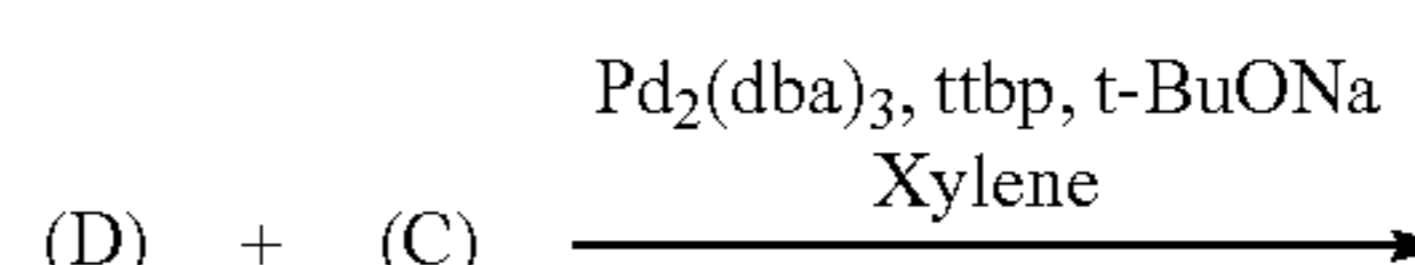 Pd₂(dba)₃, ttbp, t-BuONa
Xylene
(D) + (C)